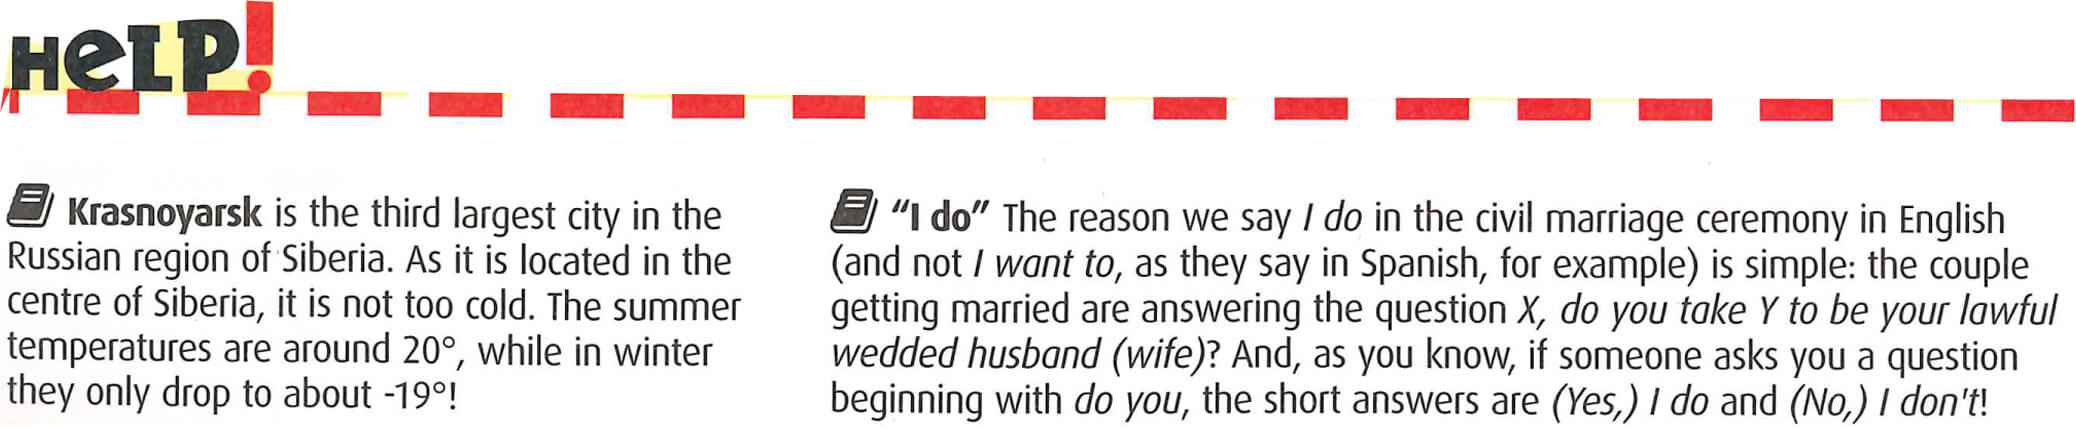 HeLP!
Krasnoyarsk is the third largest city in the
Russian region of Siberia. As it is located in the
centre of Siberia, it is not too cold. The summer
temperatures are around 20°, while in winter
they only drop to about -19°!
“I do” The reason we say I do in the civil marriage ceremony in English
(and not I want to, as they say in Spanish, for example) is simple: the couple
getting married are answering the question X, do you take Y to be your lawful
wedded husband (wife)? And, as you know, if someone asks you a question
beginning with do you, the short answers are (Yes,) I do and (No,) I don't!